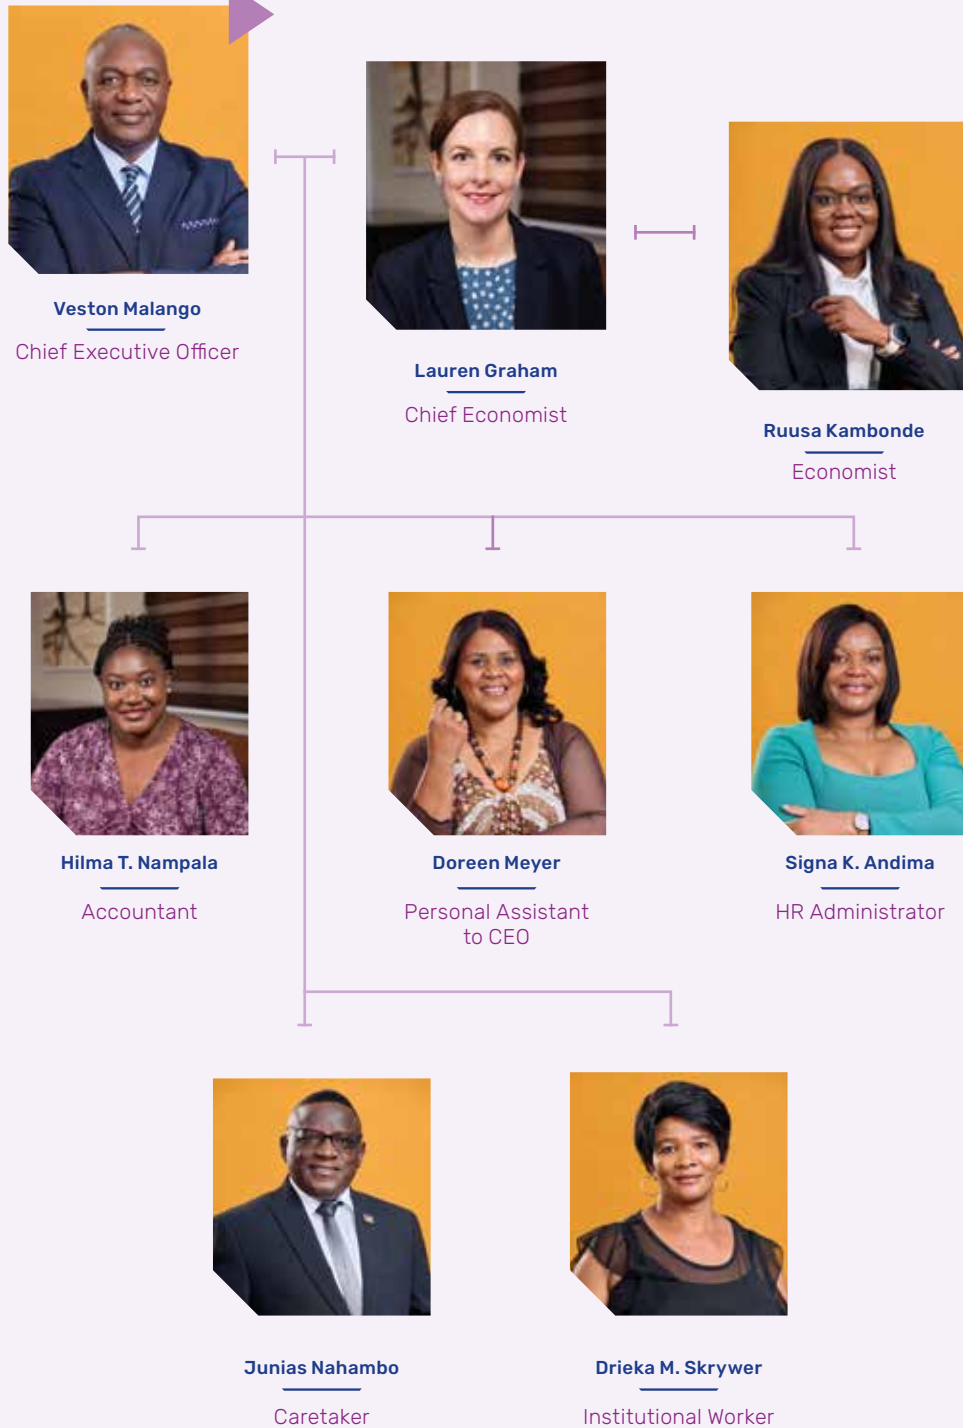 Veston Malango
Chief Executive Officer
Lauren Graham
Chief Economist
Ruusa Kambonde
Economist
Hilma T. Nampala
Accountant
Doreen Meyer
Personal Assistant
to CEO
Signa K. Andima
HR Administrator
Junias Nahambo
Caretaker
Drieka M. Skrywer
Institutional Worker